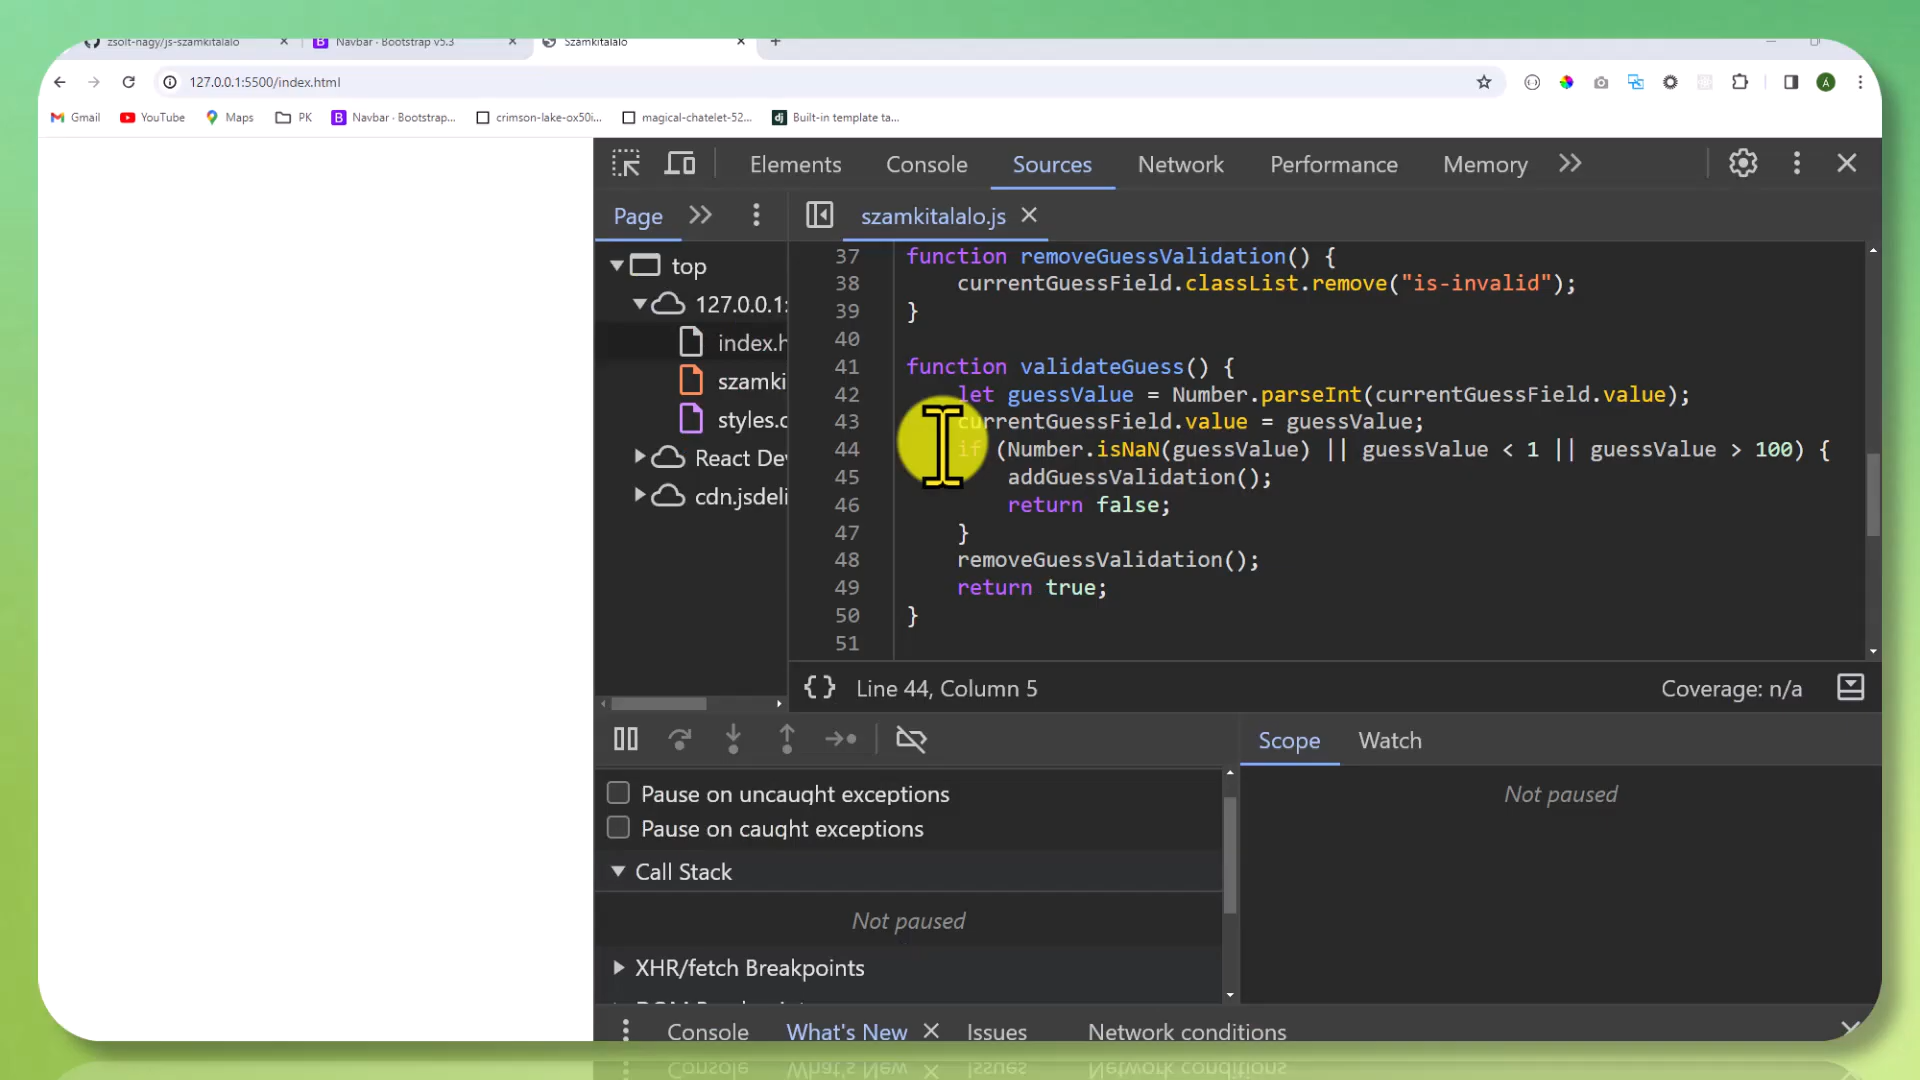 zsolt-nagy/js-szamkitalalo
Navbar · Bootstrap v5.3
Számkitaláló
127.0.0.1:5500/index.html
Á
Gmail
YouTube
Maps
PK
Navbar · Bootstrap...
crimson-lake-ox50i...
magical-chatelet-52...
dj
Built-in template ta...
Elements
Console
Sources
Network
Performance
Memory
Page
szamkitalalo.js
top
127.0.0.1:
index.h
szamki
styles.c
React De
cdn.jsdeli
37 function removeGuessValidation() {
38 currentGuessField.classList.remove("is-invalid");
39 }
40
41 function validateGuess() {
42 let guessValue = Number.parseInt(currentGuessField.value);
43 currentGuessField.value = guessValue;
44 if (Number.isNaN(guessValue) || guessValue < 1 || guessValue > 100) {
45 addGuessValidation();
46 return false;
47 }
48 removeGuessValidation();
49 return true;
50 }
51
{} Line 44, Column 5
Coverage: n/a
Scope
Watch
Pause on uncaught exceptions
Pause on caught exceptions
Not paused
Call Stack
Not paused
XHR/fetch Breakpoints
Console
What's New
Issues
Network conditions